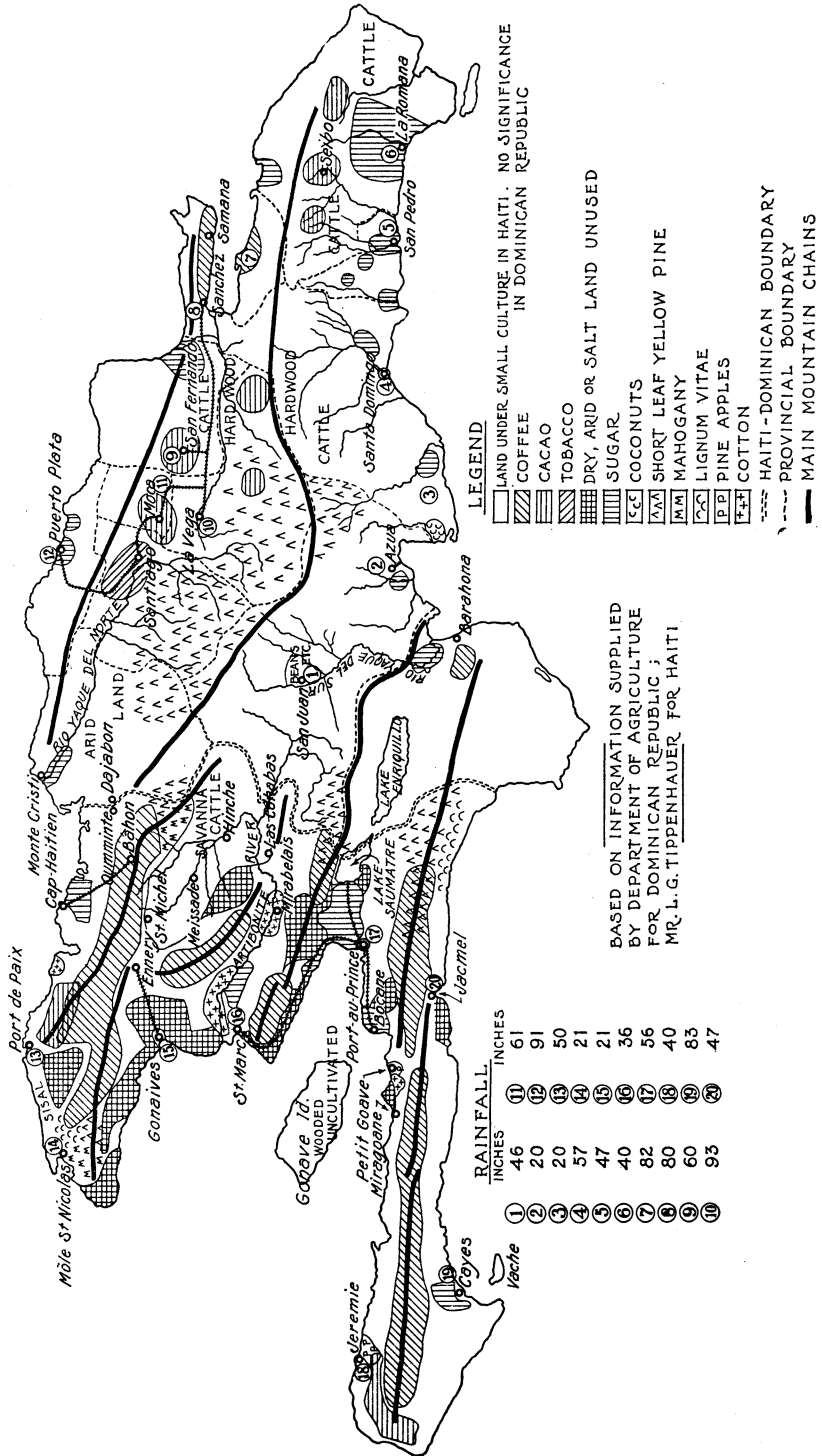 Monte Cristi
Cap-Haitien
Port de Paix
Môle St Nicolas
SISAL
Puerto Plata
RIO YAQUE DEL NORTE
ARID
LAND
Dajabon
Ouanaminthe
Bahon
Santiago
Moca
La Vega
San Fernando
CATTLE
HARDWOOD
Sanchez
Samana
HARDWOOD
CATTLE
CATTLE
Seibo
CATTLE
La Romana
San Pedro
Santo Domingo
Azua
Barahona
San Juan
BEANS
ETC.
RIO
YAQUE DEL SUR
LAKE
ENRIQUILLO
LAKE
SAUMATRE
SAVANNA
CATTLE
Hinche
St. Michel
Ennery
Meissade
RIVER
ARTIBONITE
Las Cahobas
Mirabelais
Gonaives
St. Marc
Gonave Id.
WOODED
UNCULTIVATED
Port-au-Prince
Bizcane
Petit Goave
Miragoane
Jacmel
Jeremie
Cayes
Vache
RAINFALL
INCHES INCHES
1 46 11 61
2 20 12 91
3 20 13 50
4 57 14 21
5 47 15 21
6 40 16 36
7 82 17 56
8 80 18 40
9 60 19 83
10 93 20 47
BASED ON INFORMATION SUPPLIED
BY DEPARTMENT OF AGRICULTURE
FOR DOMINICAN REPUBLIC ;
MR. L. G. TIPPENHAUER FOR HAITI
LEGEND
LAND UNDER SMALL CULTURE IN HAITI. NO SIGNIFICANCE
IN DOMINICAN REPUBLIC
COFFEE
CACAO
TOBACCO
DRY, ARID OR SALT LAND UNUSED
SUGAR
COCONUTS
SHORT LEAF YELLOW PINE
MAHOGANY
LIGNUM VITAE
PINE APPLES
COTTON
HAITI-DOMINICAN BOUNDARY
PROVINCIAL BOUNDARY
MAIN MOUNTAIN CHAINS